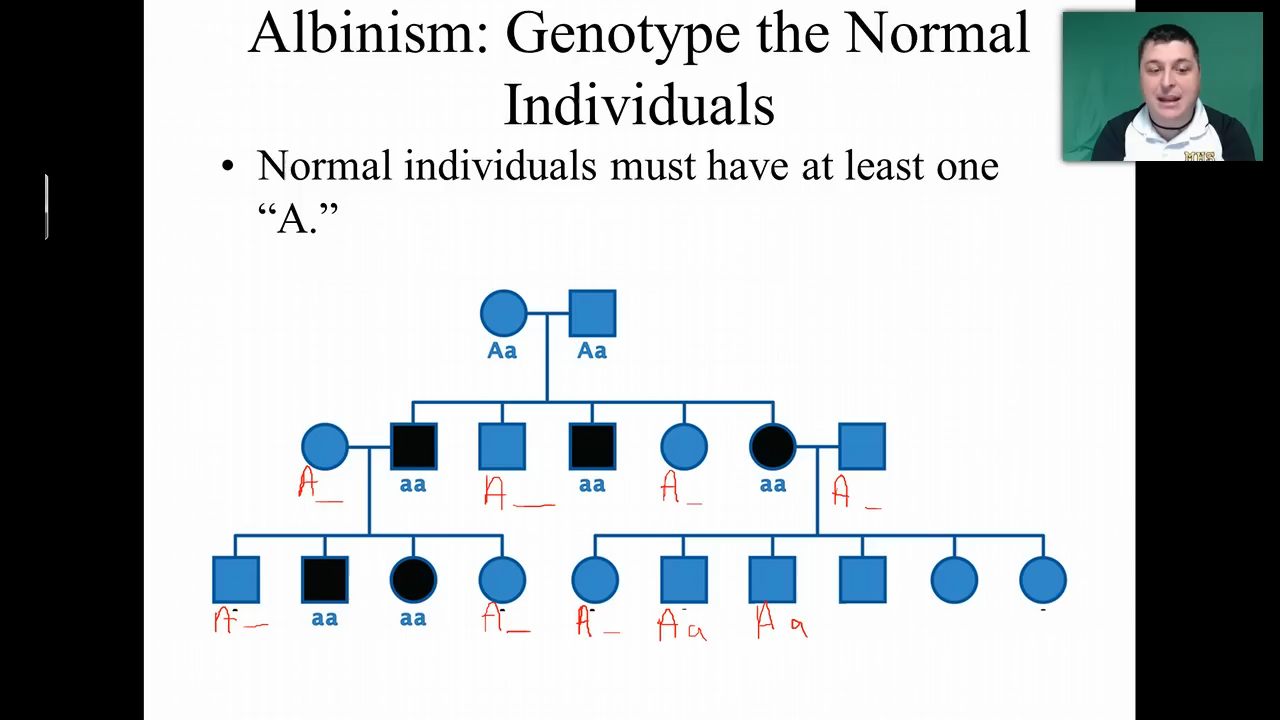 Albinism: Genotype the Normal
Individuals
MHS
• Normal individuals must have at least one
“A.”
Aa Aa
A_ aa A_ aa A_ aa A_
A_ aa aa A_ A_ Aa Aa